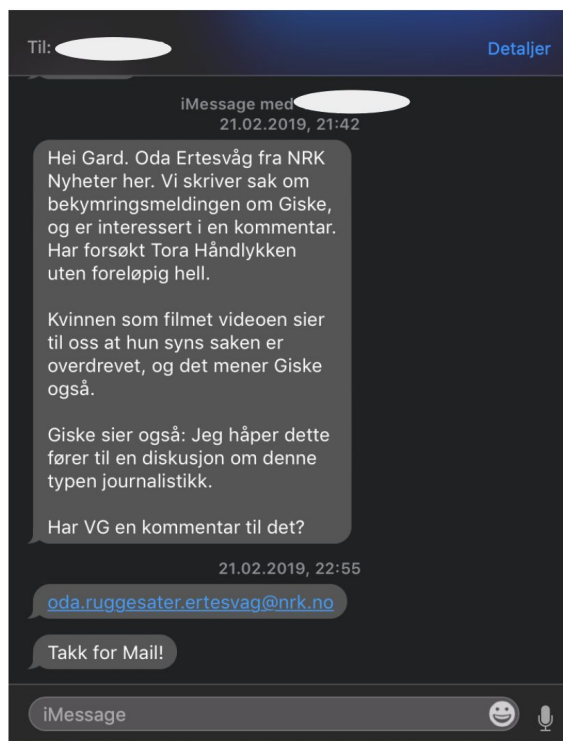 Til:
Detaljer
iMessage med
21.02.2019, 21:42
Hei Gard. Oda Ertesvåg fra NRK
Nyheter her. Vi skriver sak om
bekymringsmeldingen om Giske,
og er interessert i en kommentar.
Har forsøkt Tora Håndlykken
uten foreløpig hell.
Kvinnen som filmet videoen sier
til oss at hun syns saken er
overdrevet, og det mener Giske
også.
Giske sier også: Jeg håper dette
fører til en diskusjon om denne
typen journalistikk.
Har VG en kommentar til det?
21.02.2019, 22:55
oda.ruggesater.ertesvag@nrk.no
Takk for Mail!
iMessage